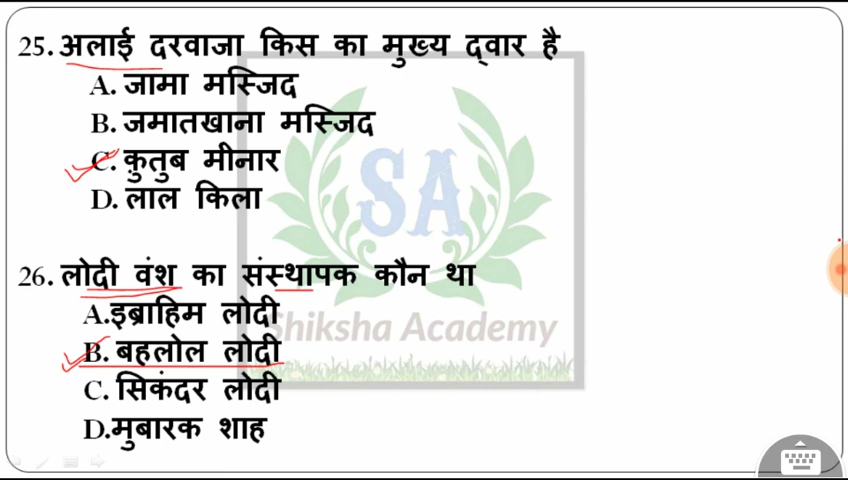 25. अलाई दरवाजा किस का मुख्य द्वार है
A. जामा मस्जिद
B. जमातखाना मस्जिद
C. क़ुतुब मीनार
D. लाल किला
SA
26. लोदी वंश का संस्थापक कौन था
A.इब्राहिम लोदी
Shiksha Academy
B. बहलोल लोदी
C. सिकंदर लोदी
D.मुबारक शाह